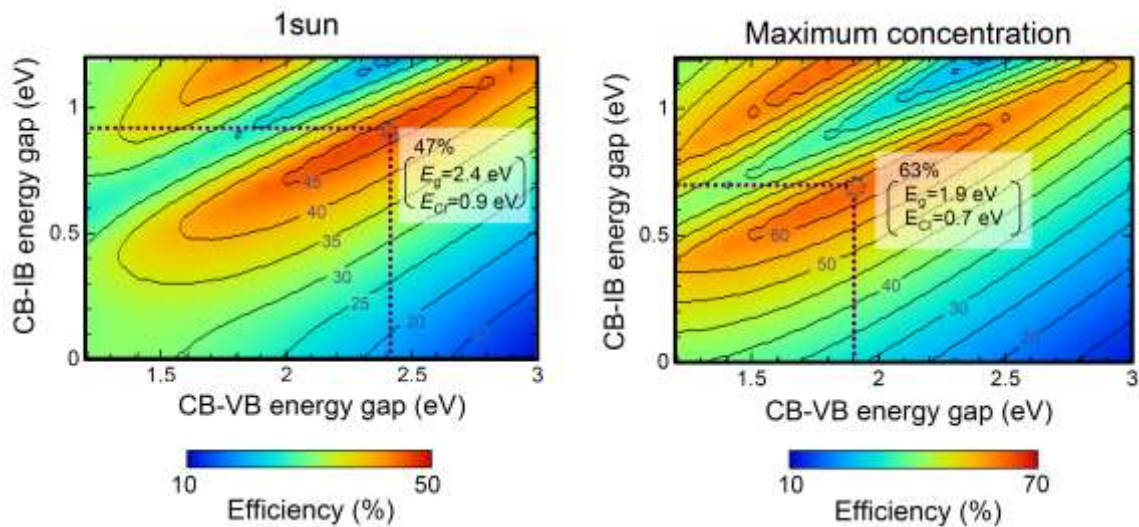 1sun
CB-IB energy gap (eV)
1
0.5
0
47%
Eg=2.4 eV
ECI=0.9 eV
45
40
35
30
25
20
1.5
2
2.5
3
CB-VB energy gap (eV)
10
50
Efficiency (%)
Maximum concentration
CB-IB energy gap (eV)
1
0.5
0
63%
Eg=1.9 eV
ECI=0.7 eV
60
50
40
30
20
1.5
2
2.5
3
CB-VB energy gap (eV)
10
70
Efficiency (%)